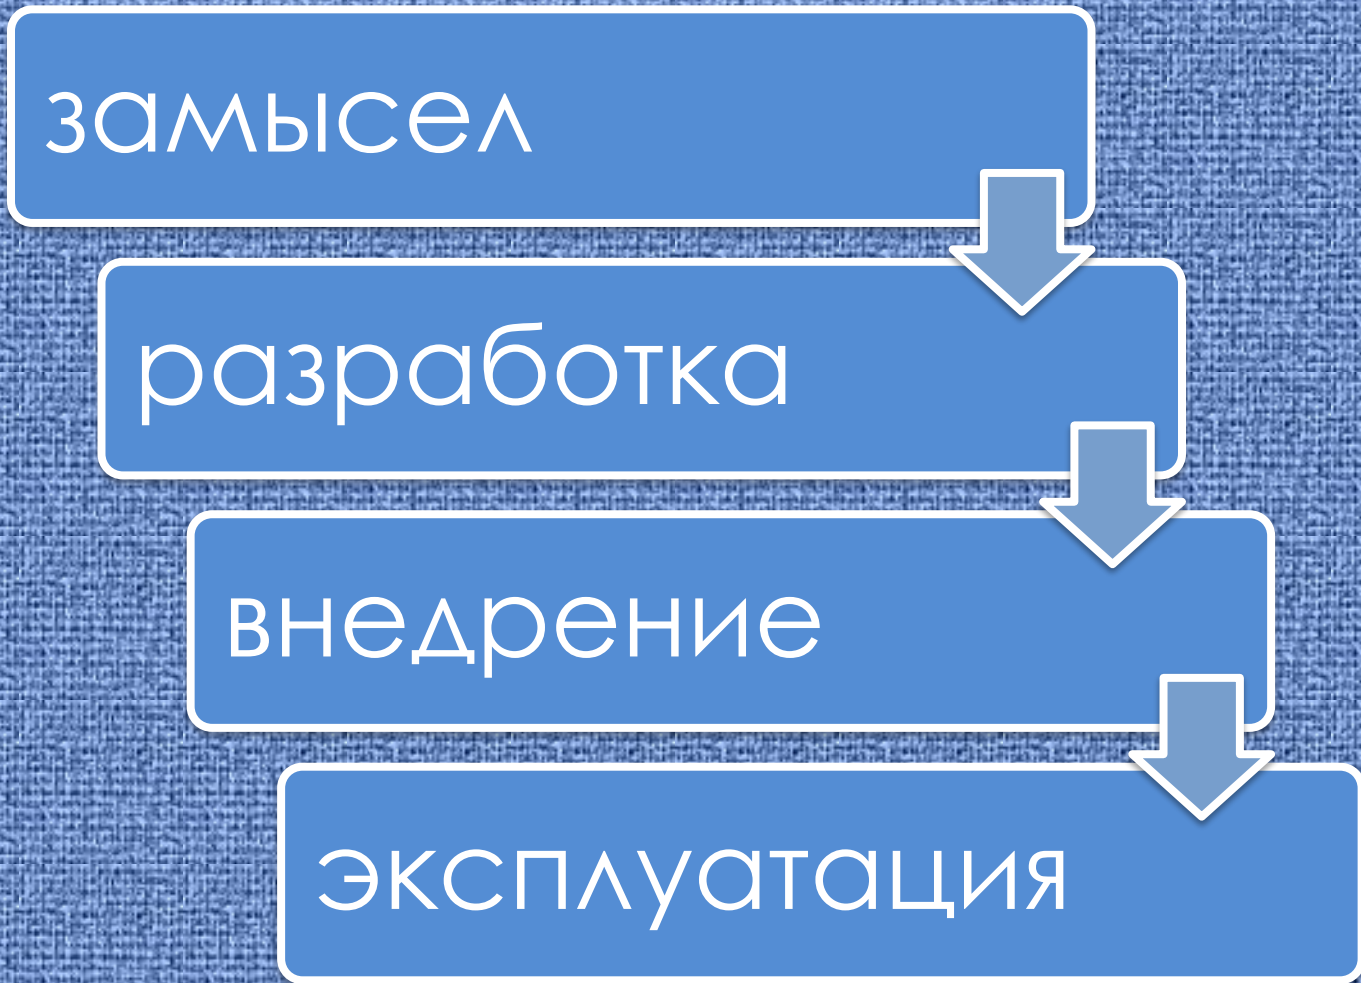 замысел
разработка
внедрение
эксплуатация